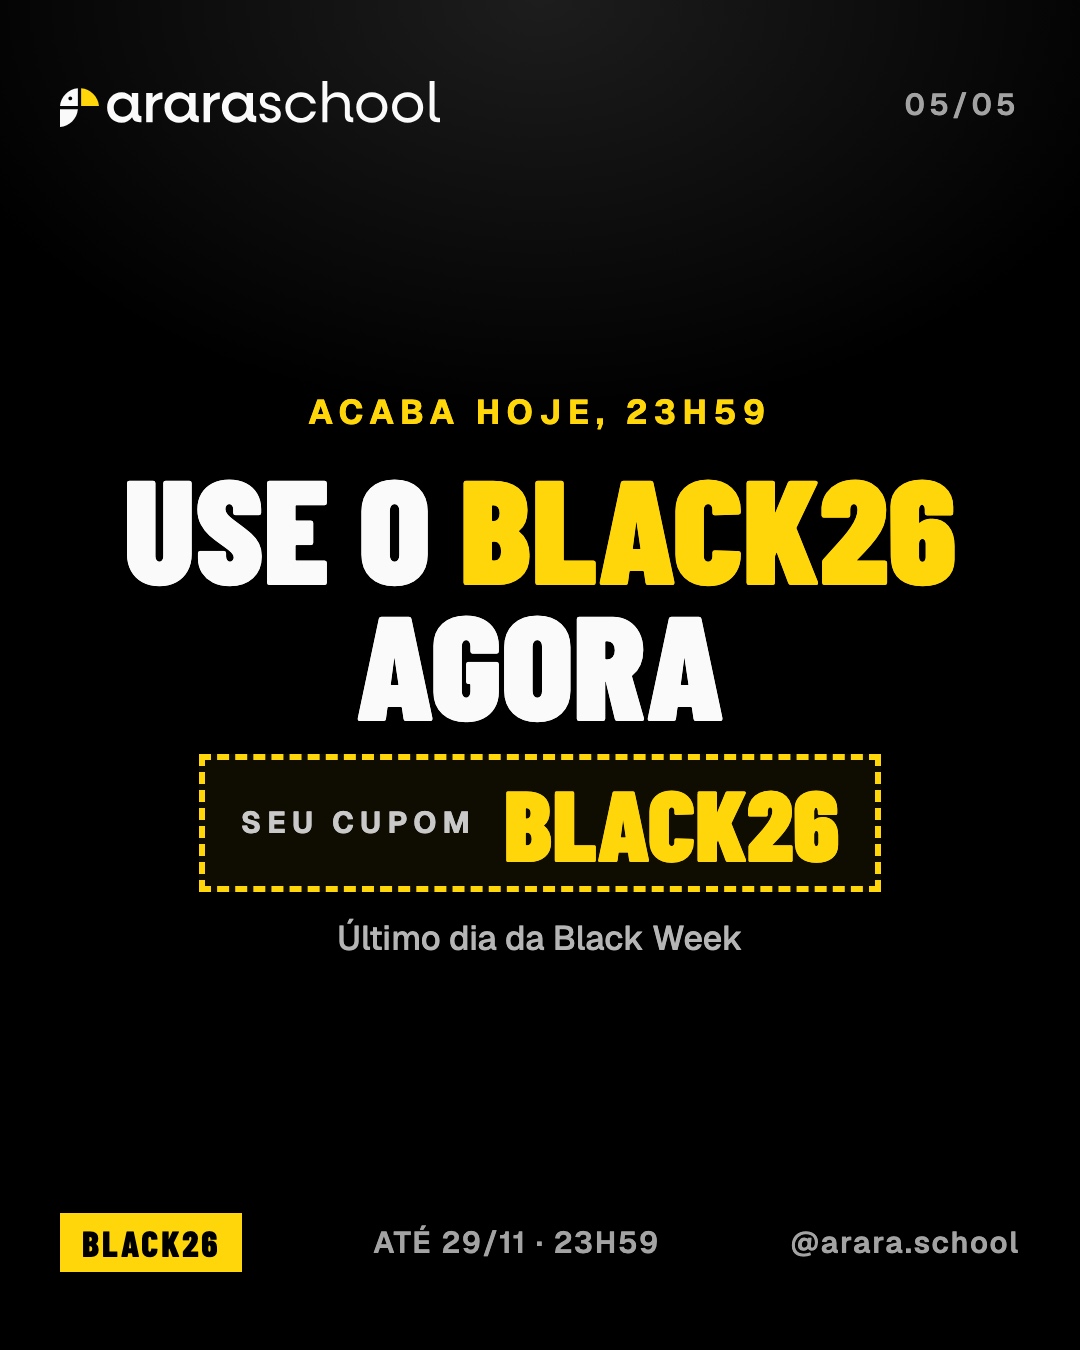 araraschool
05/05
ACABA HOJE, 23H59
USE O BLACK26
AGORA
SEU CUPOM BLACK26
Último dia da Black Week
BLACK26
ATÉ 29/11 · 23H59
@arara.school